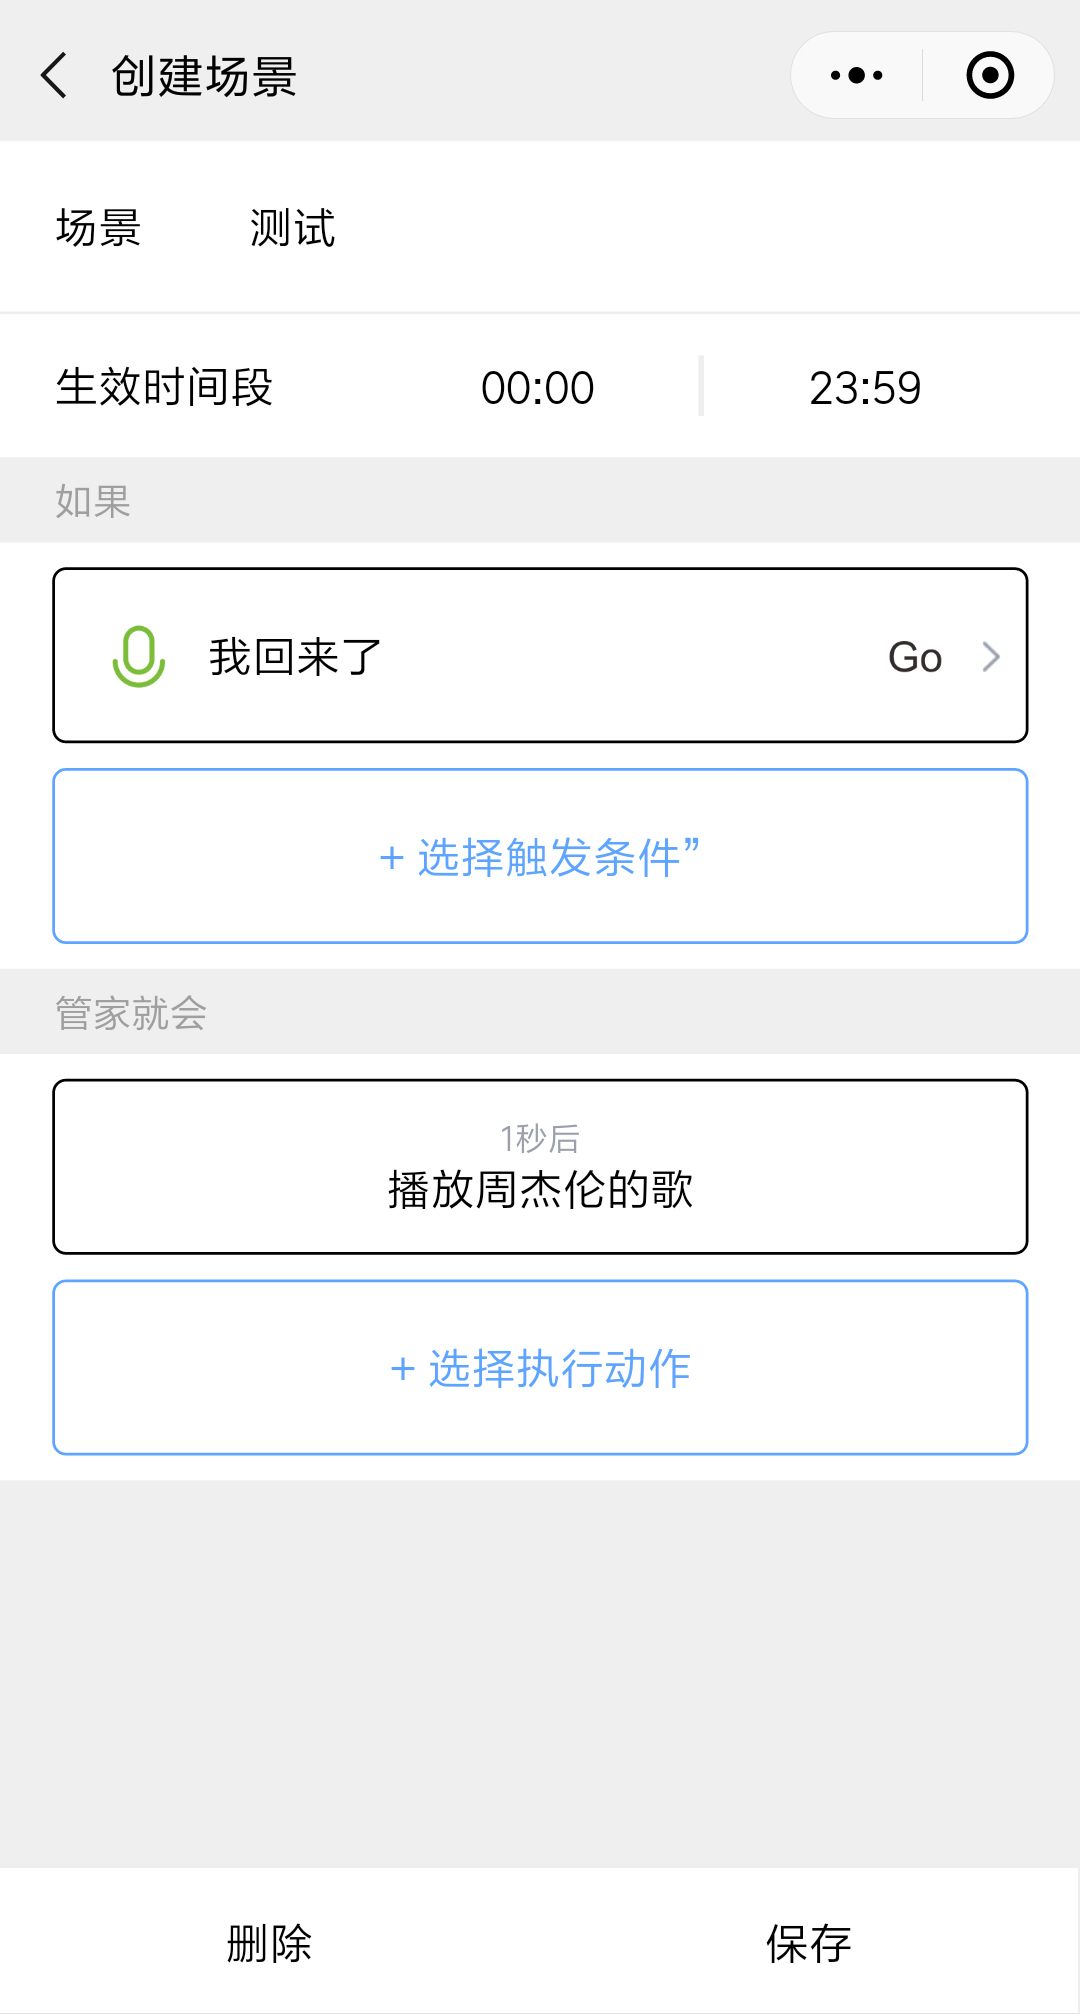 创建场景
场景 测试
生效时间段 00:00 23:59
如果
我回来了 Go
+ 选择触发条件”
管家就会
1秒后
播放周杰伦的歌
+ 选择执行动作
删除 保存